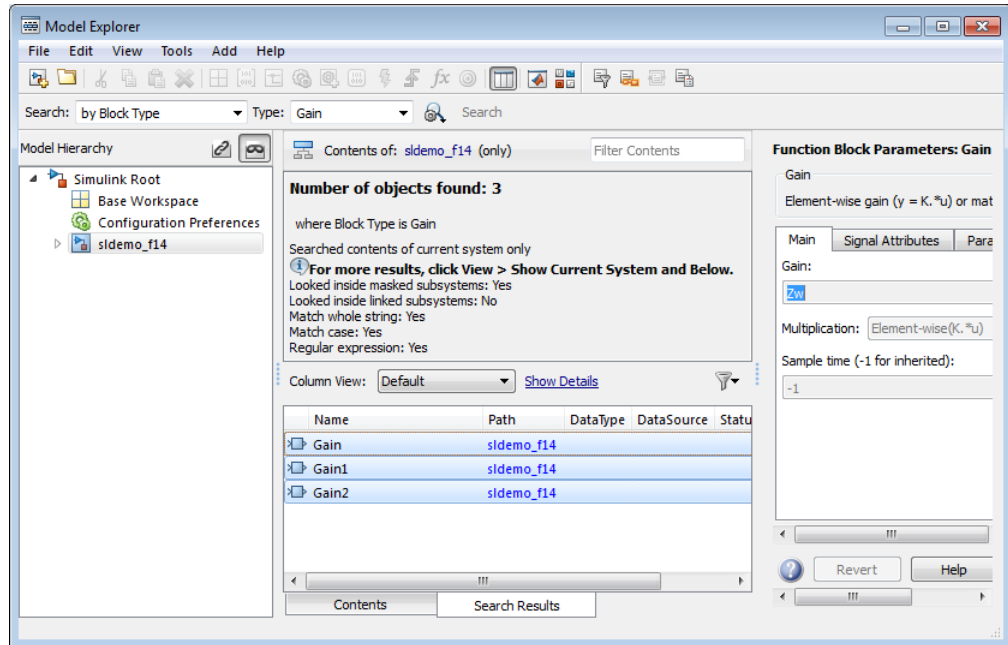 Model Explorer
File Edit View Tools Add Help
fx
Search: by Block Type Type: Gain Search
Model Hierarchy
Simulink Root
Base Workspace
Configuration Preferences
sldemo_f14
Contents of: sldemo_f14 (only) Filter Contents
Number of objects found: 3
where Block Type is Gain
Searched contents of current system only
For more results, click View > Show Current System and Below.
Looked inside masked subsystems: Yes
Looked inside linked subsystems: No
Match whole string: Yes
Match case: Yes
Regular expression: Yes
Column View: Default Show Details
Name Path DataType DataSource Statu
Gain sldemo_f14
Gain1 sldemo_f14
Gain2 sldemo_f14
Contents Search Results
Function Block Parameters: Gain
Gain
Element-wise gain (y = K.*u) or mat
Main Signal Attributes Para
Gain:
Zw
Multiplication: Element-wise(K.*u)
Sample time (-1 for inherited):
-1
Revert Help